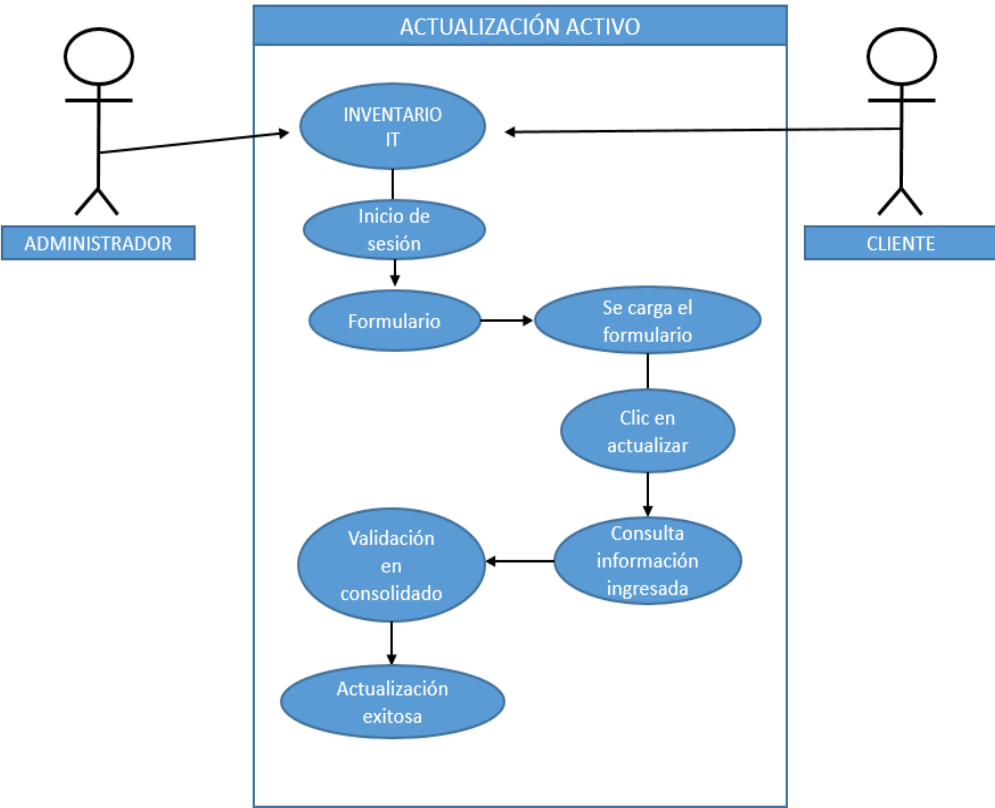 ACTUALIZACIÓN ACTIVO
INVENTARIO
IT
Inicio de
sesión
ADMINISTRADOR
CLIENTE
Formulario
Se carga el
formulario
Clic en
actualizar
Consulta
información
ingresada
Validación
en
consolidado
Actualización
exitosa